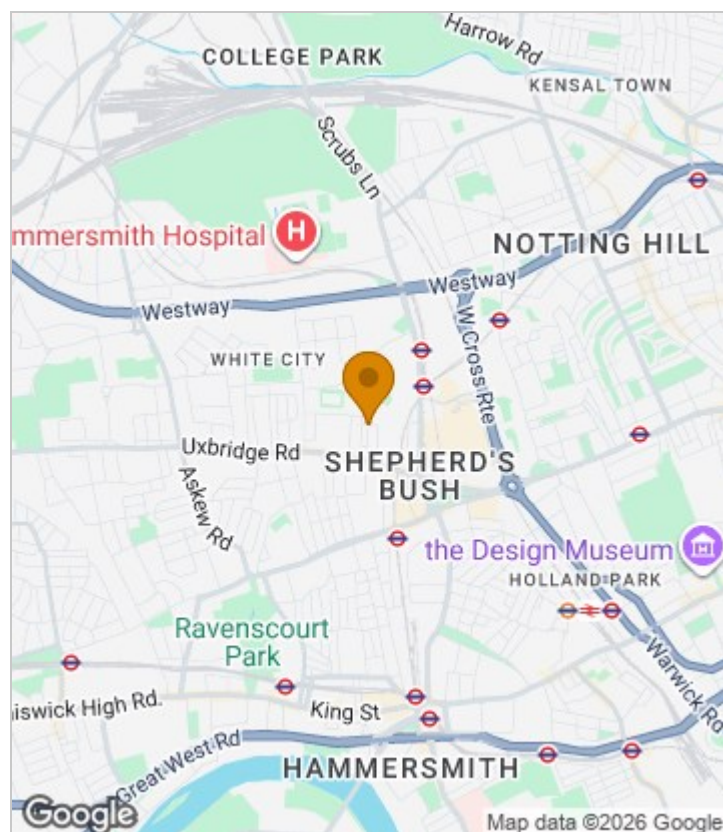 Harrow Rd
COLLEGE PARK
KENSAL TOWN
Scrubs Ln
mmersmith Hospital
H
NOTTING HILL
Westway
Westway
W Cross Rte
WHITE CITY
Uxbridge Rd
SHEPHERD'S
BUSH
Askew Rd
the Design Museum
HOLLAND PARK
Ravenscourt
Park
Warwick Rd
hiswick High Rd.
King St
Great West Rd
HAMMERSMITH
Google
Map data ©2026 Google